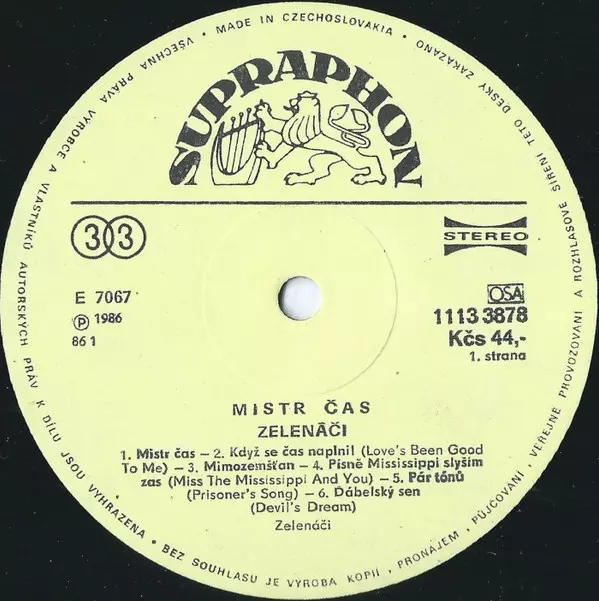 MADE IN CZECHOSLOVAKIA • VŠECHNA PRÁVA VÝROBCE A VLASTNÍKŮ AUTORSKÝCH PRÁV K DÍLU JSOU VYHRAZENA • BEZ SOUHLASU JE VÝROBA KOPIÍ, PRONÁJEM, PŮJČOVÁNÍ, VEŘEJNÉ PROVOZOVÁNÍ A ROZHLASOVÉ ŠÍŘENÍ TÉTO DESKY ZAKÁZÁNO •
SUPRAPHON
33
STEREO
E 7067
OSA
℗ 1986
1113 3878
86 1
Kčs 44,-
1. strana
MISTR ČAS
ZELENÁČI
1. Mistr čas – 2. Když se čas naplnil (Love's Been Good
To Me) – 3. Mimozemšťan – 4. Písně Mississippi slyším
zas (Miss The Mississippi And You) – 5. Pár tónů
(Prisoner's Song) – 6. Ďábelský sen
(Devil's Dream)
Zelenáči